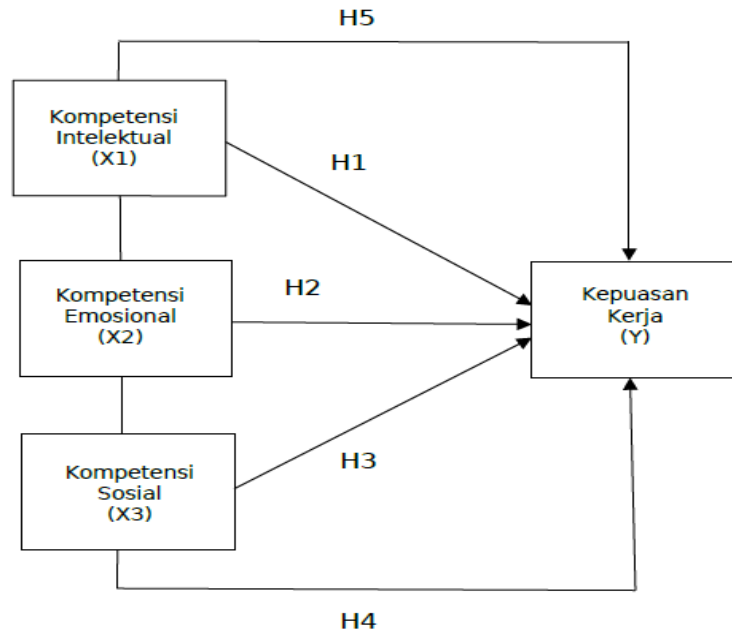 H5
Kompetensi
Intelektual
(X1)
H1
Kompetensi
Emosional
(X2)
H2
Kepuasan
Kerja
(Y)
Kompetensi
Sosial
(X3)
H3
H4